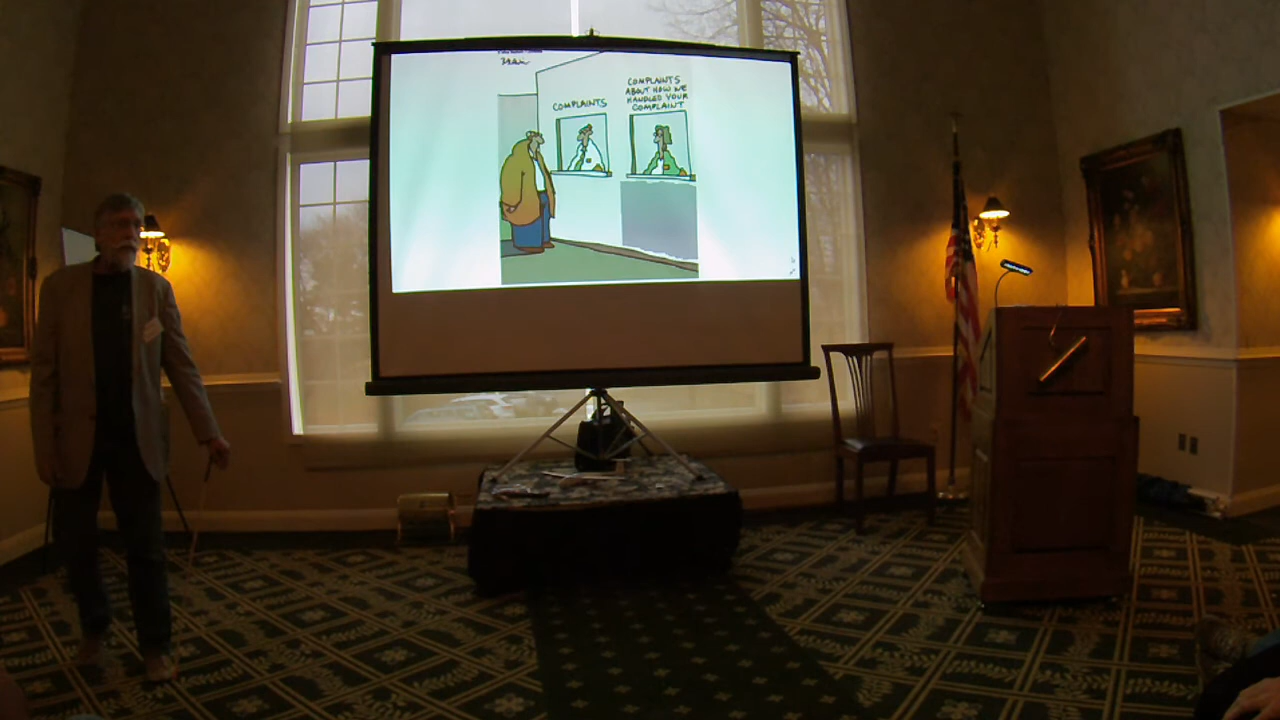 COMPLAINTS
COMPLAINTS
ABOUT HOW WE
HANDLED YOUR
COMPLAINT